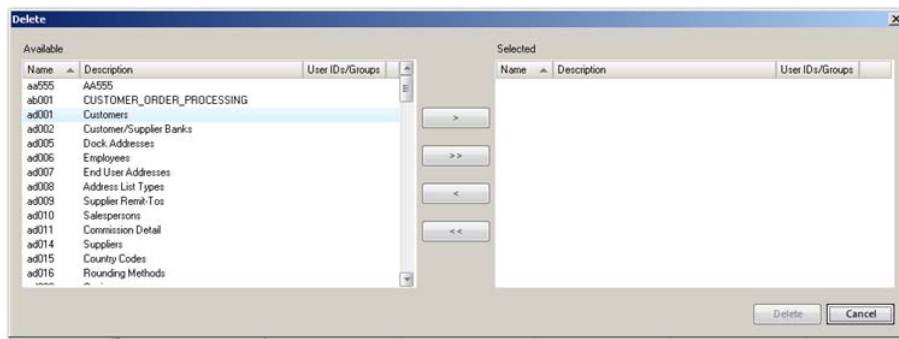 Delete
Available
Selected
Name Description User IDs/Groups
Name Description User IDs/Groups
aa555 AA555
ab001 CUSTOMER_ORDER_PROCESSING
ad001 Customers
ad002 Customer/Supplier Banks
ad005 Dock Addresses
ad006 Employees
ad007 End User Addresses
ad008 Address List Types
ad009 Supplier Remit-Tos
ad010 Salespersons
ad011 Commission Detail
ad014 Suppliers
ad015 Country Codes
ad016 Rounding Methods
>
>>
<
<<
Delete Cancel